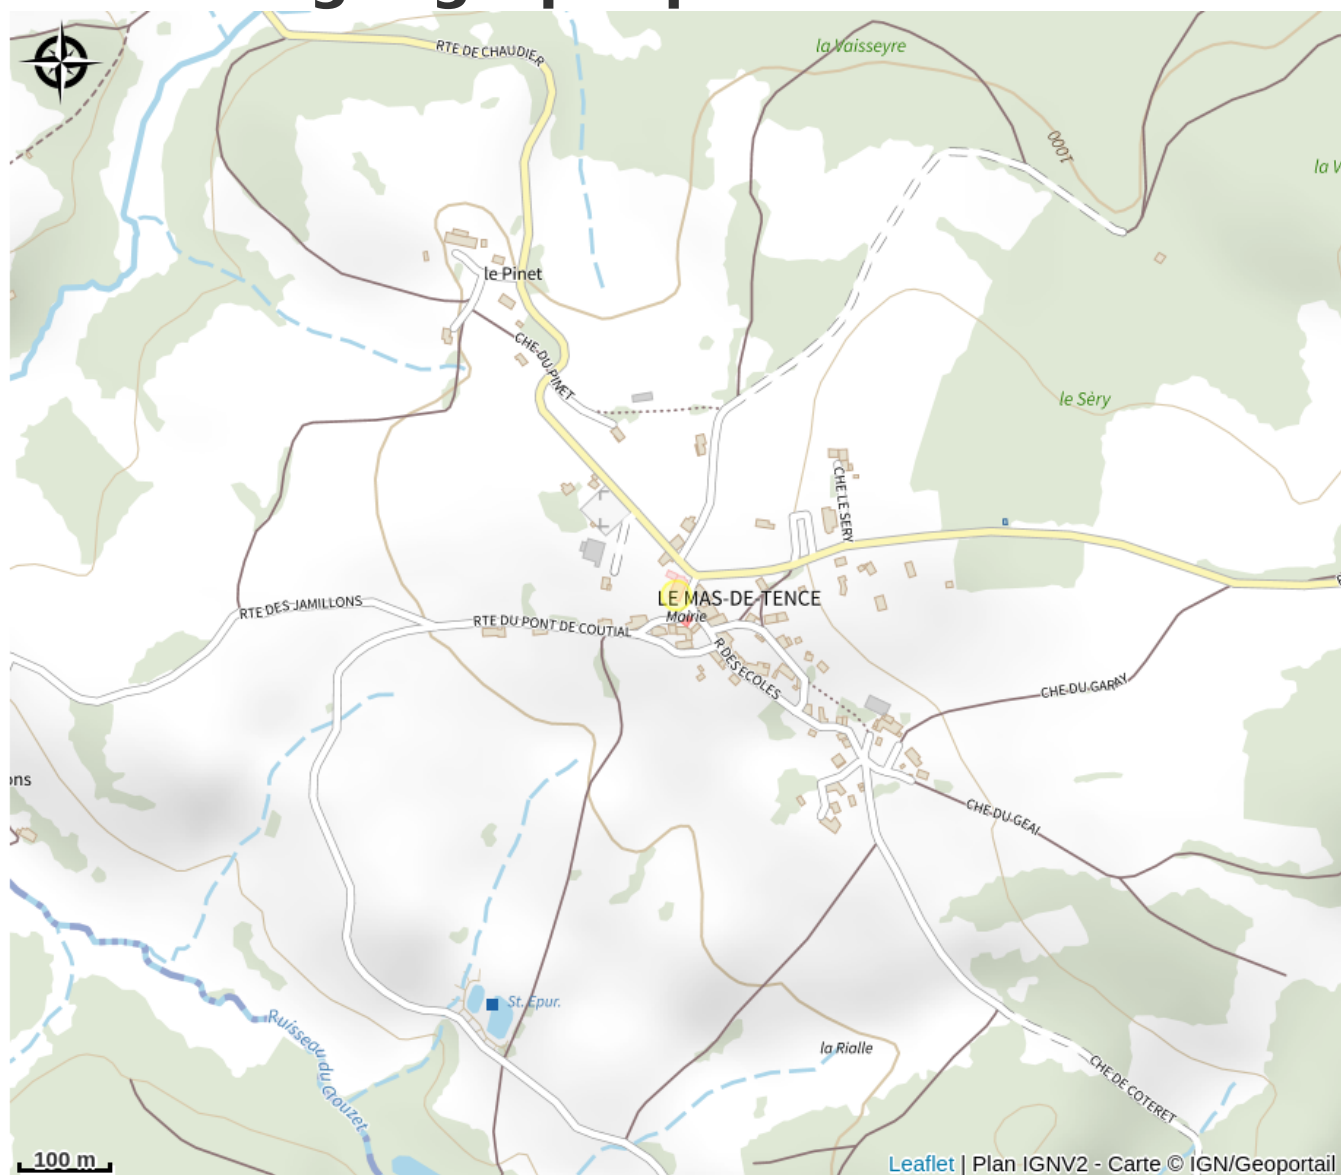 RTE DE CHAUDIER
la Vaisseyre
1000
la V
le Pinet
CHE DU PINET
le Séry
CHE LE SERY
LE MAS-DE-TENCE
Mairie
RTE DES JAMILLONS
RTE DU PONT DE COUTIAL
R DES ECOLES
CHE DU GARAY
ons
CHE DU GEAI
St. Epur.
Ruisseau du Crouzet
la Rialle
CHE DE COTERET
100 m
Leaflet | Plan IGNV2 - Carte © IGN/Geoportail